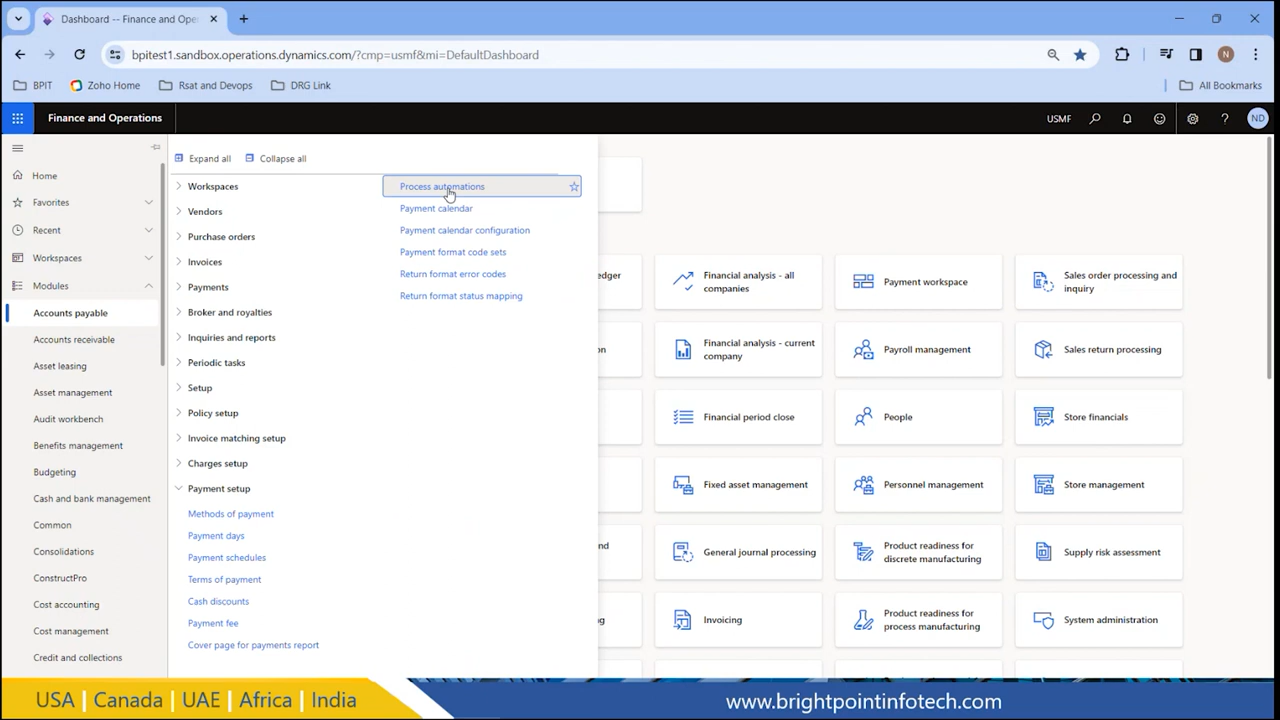 Dashboard -- Finance and Ope
bpitest1.sandbox.operations.dynamics.com/?cmp=usmf&mi=DefaultDashboard
BPIT
Zoho Home
Rsat and Devops
DRG Link
All Bookmarks
N
Finance and Operations
USMF
?
ND
Home
Favorites
Recent
Workspaces
Modules
Accounts payable
Accounts receivable
Asset leasing
Asset management
Audit workbench
Benefits management
Budgeting
Cash and bank management
Common
Consolidations
ConstructPro
Cost accounting
Cost management
Credit and collections
Expand all
Collapse all
Workspaces
Vendors
Purchase orders
Invoices
Payments
Broker and royalties
Inquiries and reports
Periodic tasks
Setup
Policy setup
Invoice matching setup
Charges setup
Payment setup
Methods of payment
Payment days
Payment schedules
Terms of payment
Cash discounts
Payment fee
Cover page for payments report
Process automations
Payment calendar
Payment calendar configuration
Payment format code sets
Return format error codes
Return format status mapping
edger
on
nd
ng
Financial analysis - all
companies
Financial analysis - current
company
Financial period close
Fixed asset management
General journal processing
Invoicing
Payment workspace
Payroll management
People
Personnel management
Product readiness for
discrete manufacturing
Product readiness for
process manufacturing
Sales order processing and
inquiry
Sales return processing
Store financials
Store management
Supply risk assessment
System administration
USA | Canada | UAE | Africa | India
www.brightpointinfotech.com